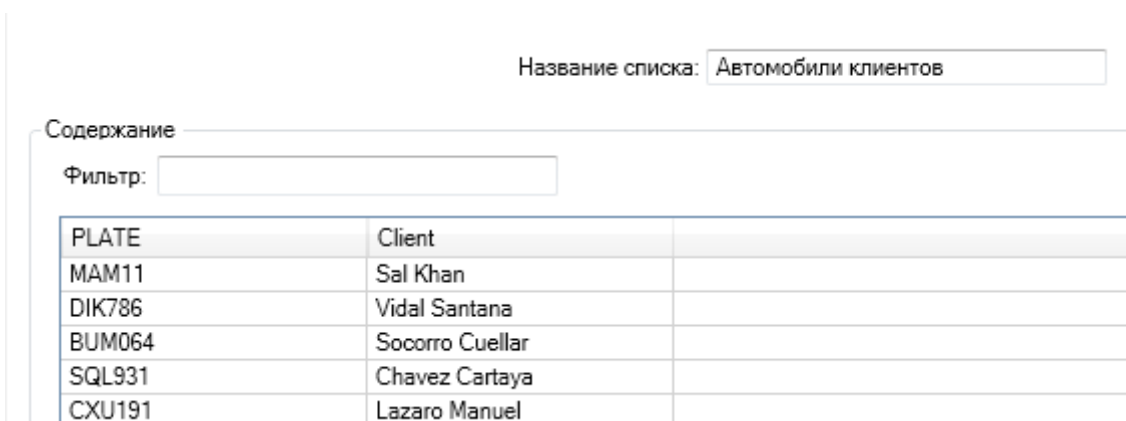 Название списка: Автомобили клиентов
Содержание
Фильтр:
PLATE Client
MAM11 Sal Khan
DIK786 Vidal Santana
BUM064 Socorro Cuellar
SQL931 Chavez Cartaya
CXU191 Lazaro Manuel